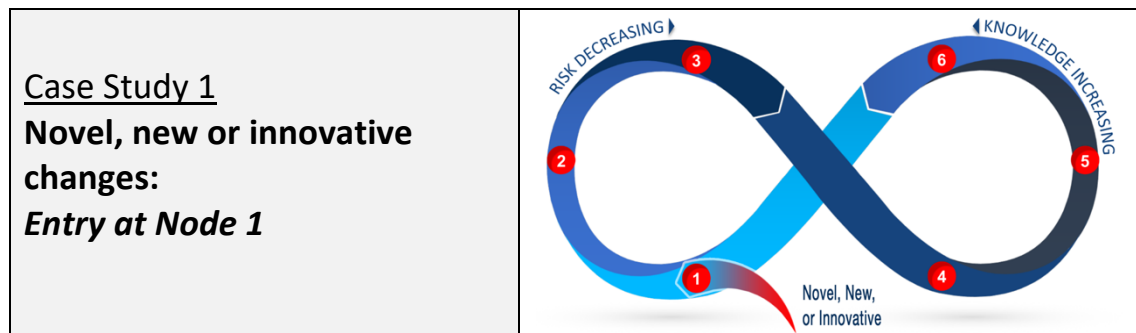 Case Study 1
Novel, new or innovative
changes:
Entry at Node 1
RISK DECREASING
KNOWLEDGE INCREASING
3
6
2
5
1
4
Novel, New,
or Innovative